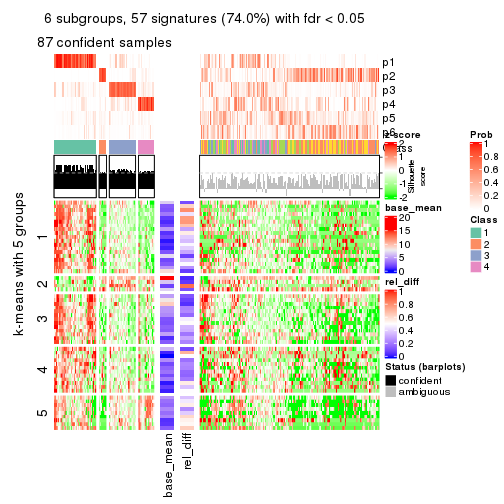 6 subgroups, 57 signatures (74.0%) with fdr < 0.05
87 confident samples
p1
p2
p3
p4
p5
p6
Class
z-score
2
1
0
-1
-2
Silhouette
score
Prob
1
0.8
0.6
0.4
0.2
0
base_mean
20
15
10
5
0
Class
1
2
3
4
rel_diff
1
0.8
0.6
0.4
0.2
0
Status (barplots)
confident
ambiguous
k-means with 5 groups
1
2
3
4
5
base_mean
rel_diff